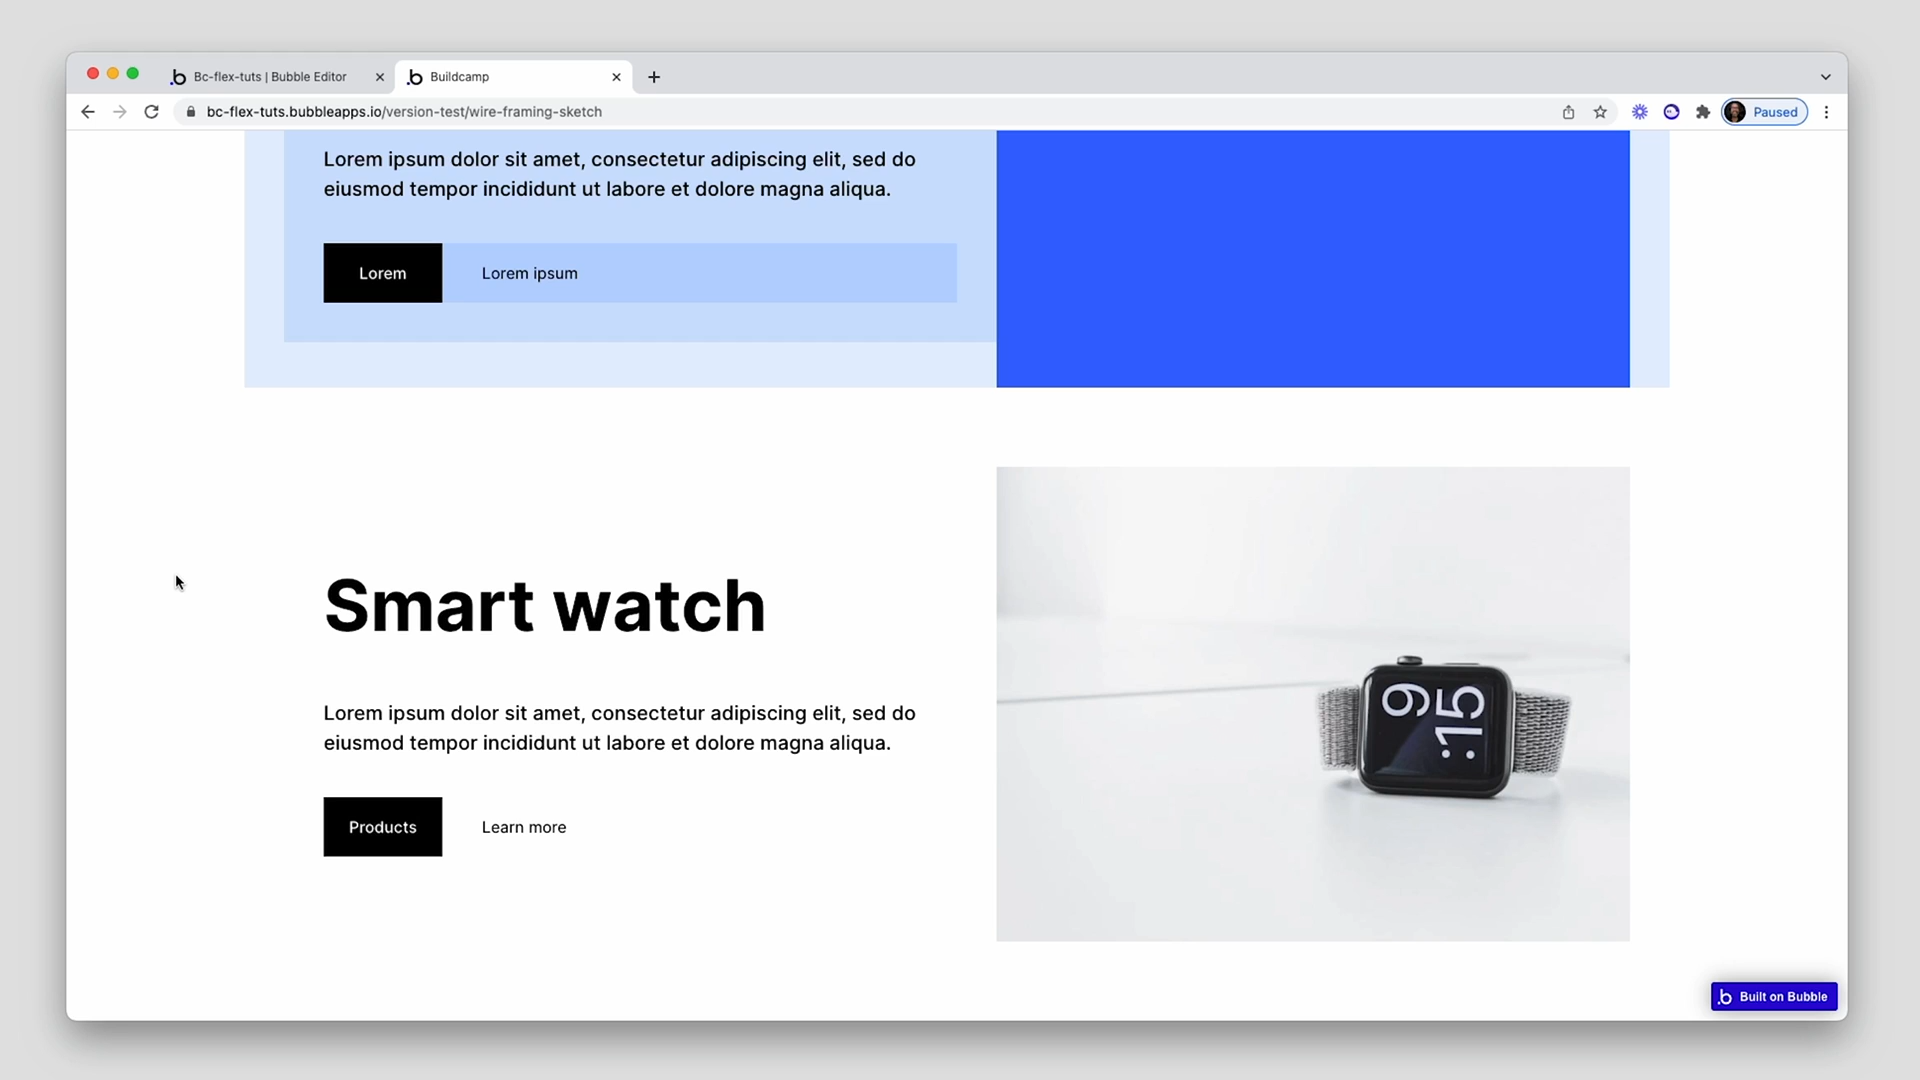 Bc-flex-tuts | Bubble Editor
Buildcamp
bc-flex-tuts.bubbleapps.io/version-test/wire-framing-sketch
Paused
Lorem ipsum dolor sit amet, consectetur adipiscing elit, sed do
eiusmod tempor incididunt ut labore et dolore magna aliqua.
Lorem
Lorem ipsum
Smart watch
Lorem ipsum dolor sit amet, consectetur adipiscing elit, sed do
eiusmod tempor incididunt ut labore et dolore magna aliqua.
Products
Learn more
9
:15
Built on Bubble